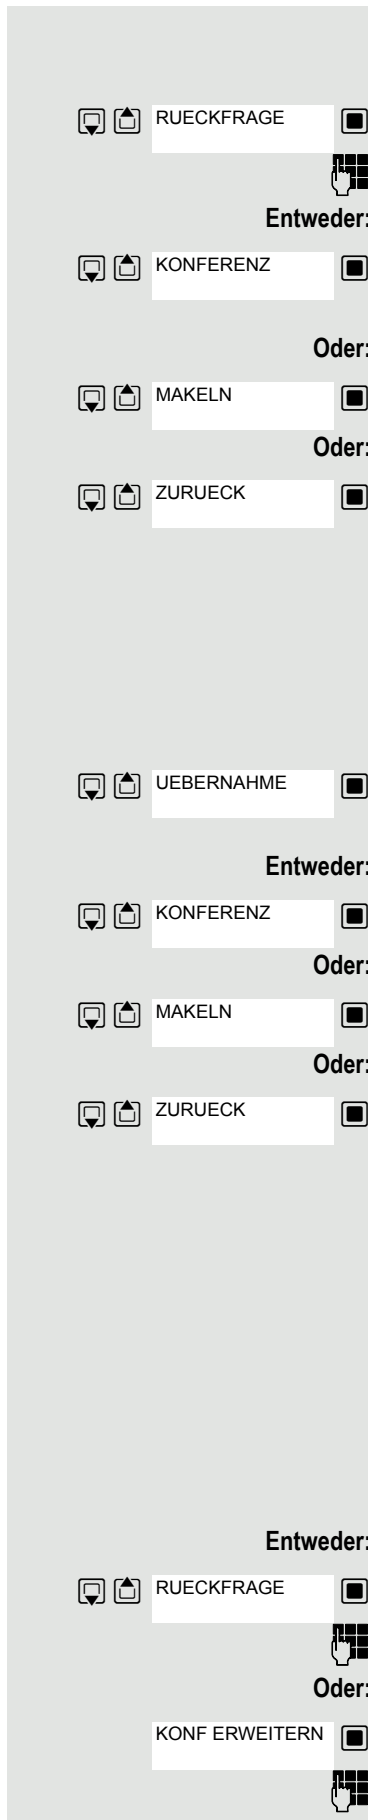 RUECKFRAGE
Entweder:
KONFERENZ
Oder:
MAKELN
Oder:
ZURUECK
UEBERNAHME
Entweder:
KONFERENZ
Oder:
MAKELN
Oder:
ZURUECK
Entweder:
RUECKFRAGE
Oder:
KONF ERWEITERN